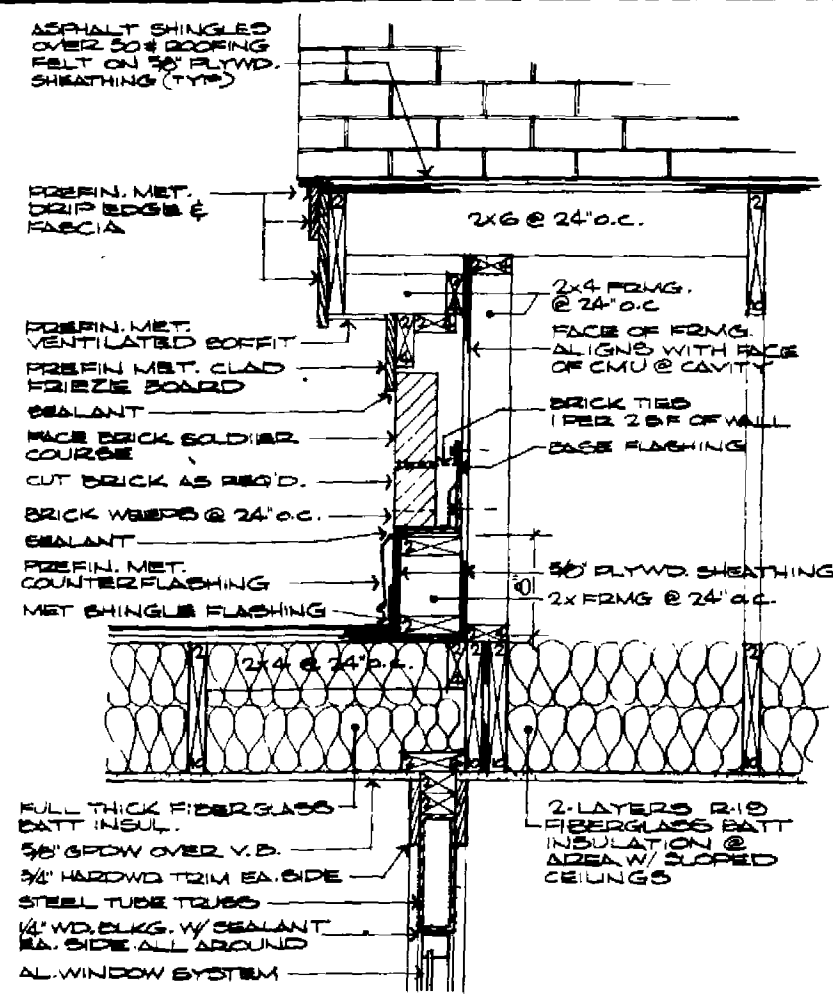 ASPHALT SHINGLES
OVER 30# ROOFING
FELT ON 5/8" PLYWD.
SHEATHING (TYP)
PREFIN. MET.
DRIP EDGE &
FASCIA
2x6 @ 24" o.c.
2x4 FRMG.
@ 24" o.c
PREFIN. MET.
VENTILATED SOFFIT
FACE OF FRMG.
ALIGNS WITH FACE
OF CMU @ CAVITY
PREFIN MET. CLAD
FRIEZE BOARD
SEALANT
BRICK TIES
1 PER 2 SF OF WALL
FACE BRICK SOLDIER
COURSE
BASE FLASHING
CUT BRICK AS REQ'D.
BRICK WEEPS @ 24" o.c.
SEALANT
PREFIN. MET.
COUNTERFLASHING
5/8" PLYWD. SHEATHING
2x FRMG @ 24" o.c.
8"
MET SHINGLE FLASHING
2x4 @ 24" o.c.
FULL THICK FIBERGLASS
BATT INSUL.
2-LAYERS R-19
FIBERGLASS BATT
INSULATION @
AREA W/ SLOPED
CEILINGS
5/8" GPDW OVER V.B.
3/4" HARDWD TRIM EA. SIDE
STEEL TUBE TRUSS
1/4" WD. BLKG. W/ SEALANT
EA. SIDE ALL AROUND
AL. WINDOW SYSTEM